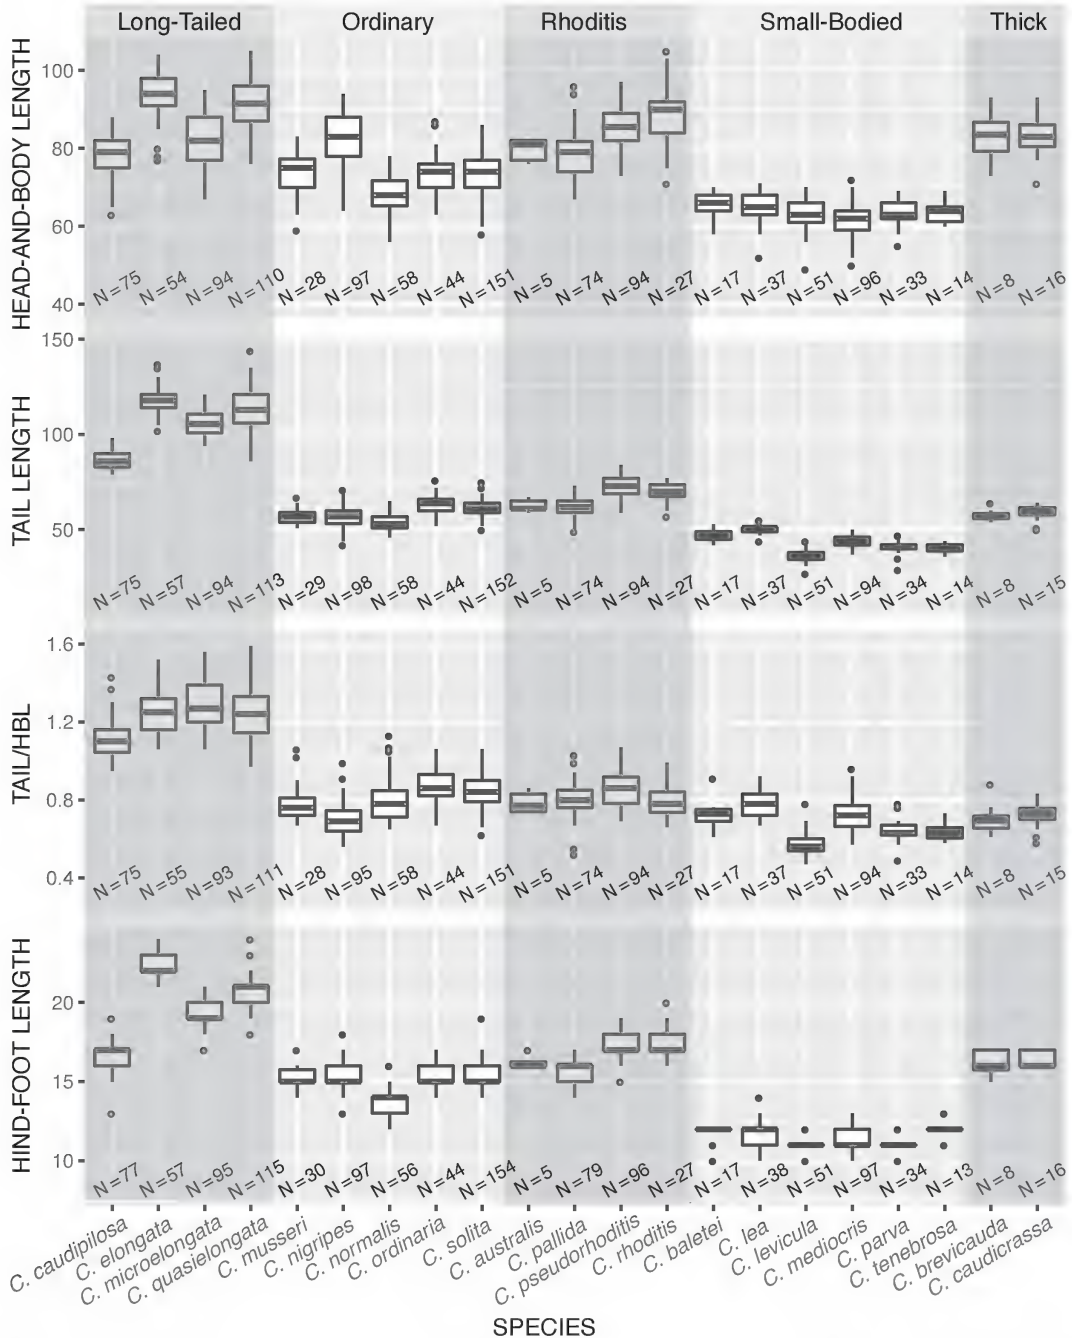 Long-Tailed Ordinary Rhoditis Small-Bodied Thick
HEAD-AND-BODY LENGTH
100
80
60
40
N=75 N=54 N=94 N=110 N=28 N=97 N=58 N=44 N=151 N=5 N=74 N=94 N=27 N=17 N=37 N=51 N=96 N=33 N=14 N=8 N=16
TAIL LENGTH
150
100
50
N=75 N=57 N=94 N=113 N=29 N=98 N=58 N=44 N=152 N=5 N=74 N=94 N=27 N=17 N=37 N=51 N=94 N=34 N=14 N=8 N=15
TAIL/HBL
1.6
1.2
0.8
0.4
N=75 N=55 N=93 N=111 N=28 N=95 N=58 N=44 N=151 N=5 N=74 N=94 N=27 N=17 N=37 N=51 N=94 N=33 N=14 N=8 N=15
HIND-FOOT LENGTH
20
15
10
N=77 N=57 N=95 N=115 N=30 N=97 N=56 N=44 N=154 N=5 N=79 N=96 N=27 N=17 N=38 N=51 N=97 N=34 N=13 N=8 N=16
C. caudipilosa
C. elongata
C. microelongata
C. quasielongata
C. musseri
C. nigripes
C. normalis
C. ordinaria
C. solita
C. australis
C. pallida
C. pseudorhoditis
C. rhoditis
C. baletei
C. lea
C. levicula
C. mediocris
C. parva
C. tenebrosa
C. brevicauda
C. caudicrassa
SPECIES